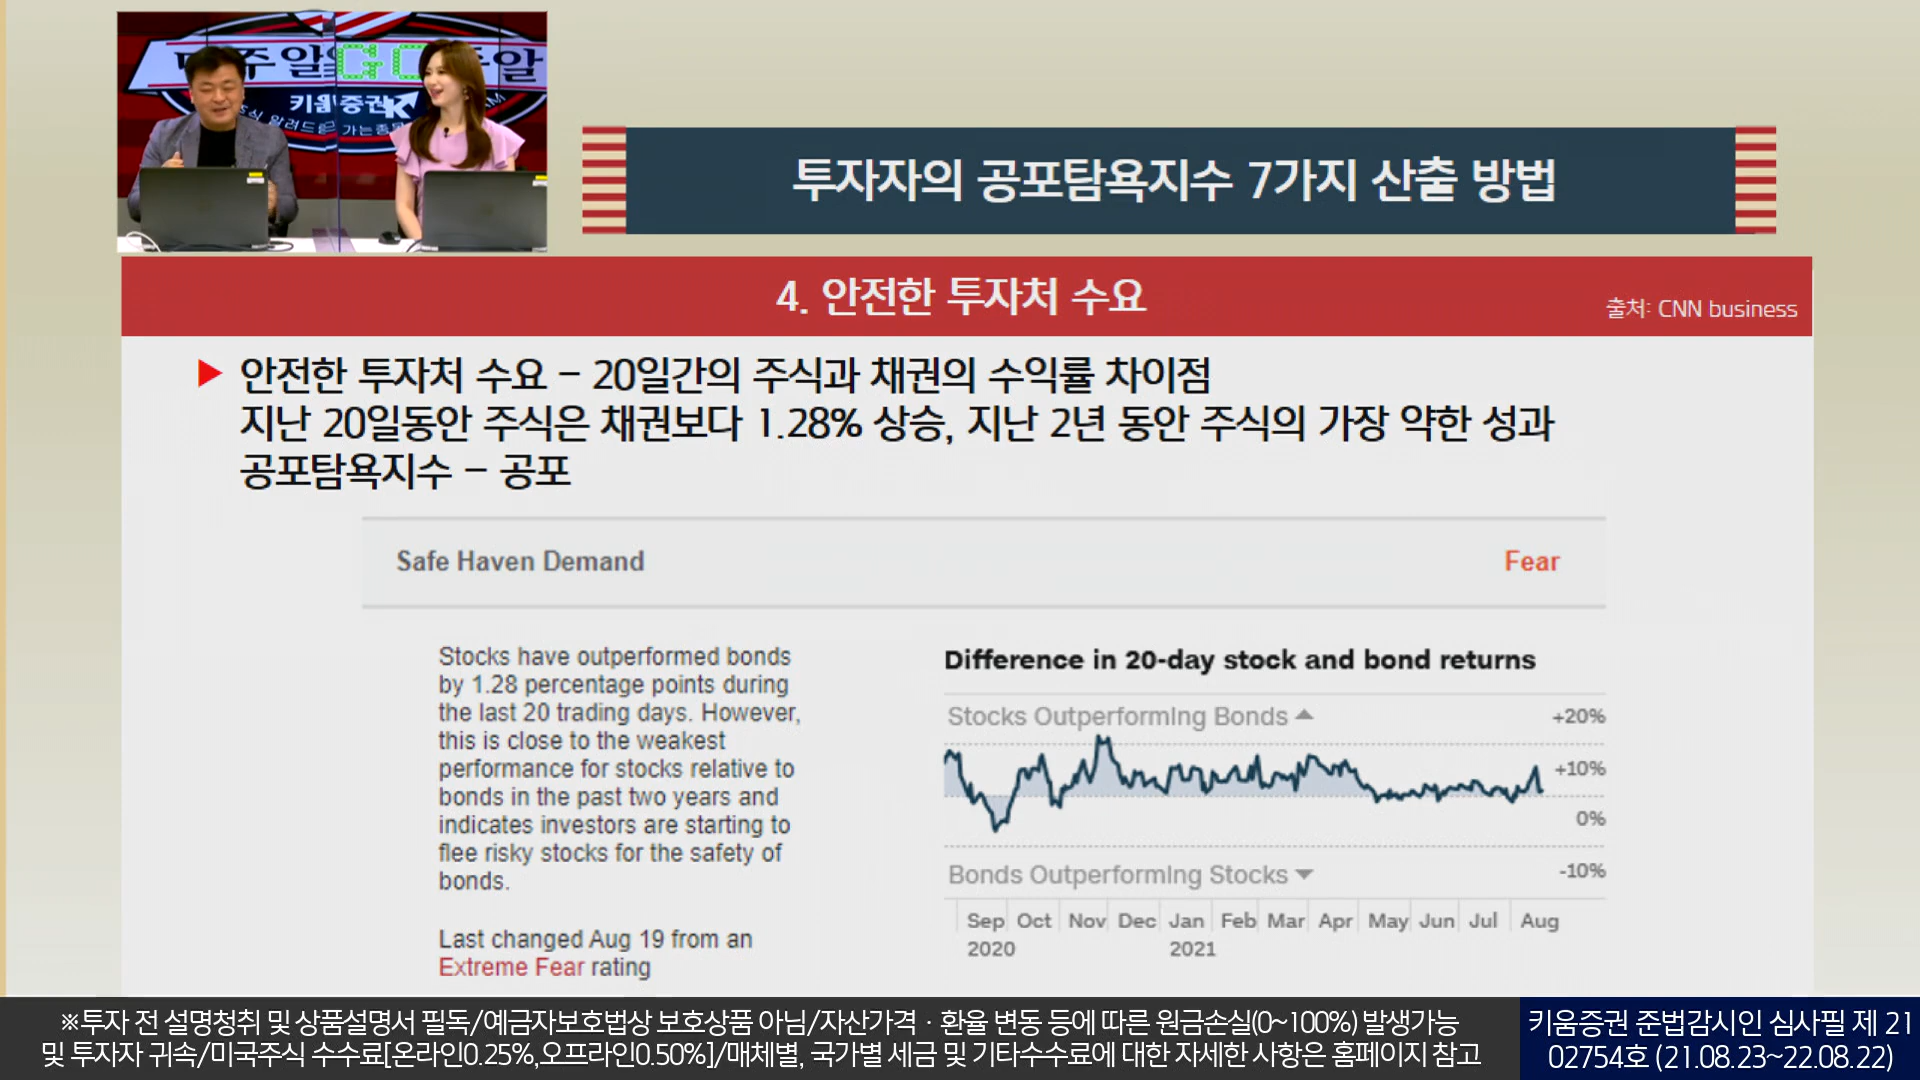 키움증권
투자자의 공포탐욕지수 7가지 산출 방법
4. 안전한 투자처 수요
출처: CNN business
▶ 안전한 투자처 수요 – 20일간의 주식과 채권의 수익률 차이점
지난 20일동안 주식은 채권보다 1.28% 상승, 지난 2년 동안 주식의 가장 약한 성과
공포탐욕지수 – 공포
Safe Haven Demand
Fear
Stocks have outperformed bonds
by 1.28 percentage points during
the last 20 trading days. However,
this is close to the weakest
performance for stocks relative to
bonds in the past two years and
indicates investors are starting to
flee risky stocks for the safety of
bonds.
Last changed Aug 19 from an
Extreme Fear rating
Difference in 20-day stock and bond returns
Stocks Outperforming Bonds ▲
+20%
+10%
0%
Bonds Outperforming Stocks ▼
-10%
Sep Oct Nov Dec Jan Feb Mar Apr May Jun Jul Aug
2020 2021
※투자 전 설명청취 및 상품설명서 필독/예금자보호법상 보호상품 아님/자산가격 · 환율 변동 등에 따른 원금손실(0~100%) 발생가능
및 투자자 귀속/미국주식 수수료[온라인0.25%,오프라인0.50%]/매체별, 국가별 세금 및 기타수수료에 대한 자세한 사항은 홈페이지 참고
키움증권 준법감시인 심사필 제 21
02754호 (21.08.23~22.08.22)